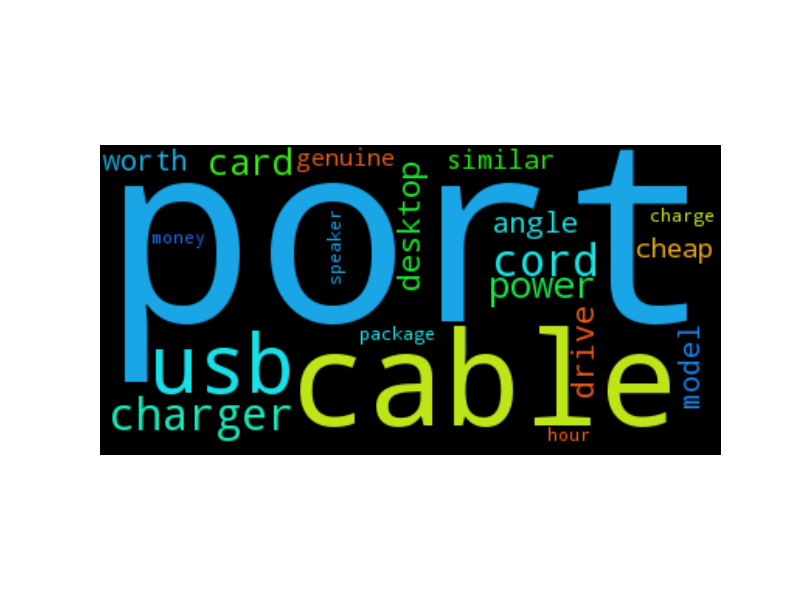 worth
card
genuine
similar
port
desktop
money
speaker
angle
charge
cord
cheap
power
package
usb
cable
drive
model
charger
hour